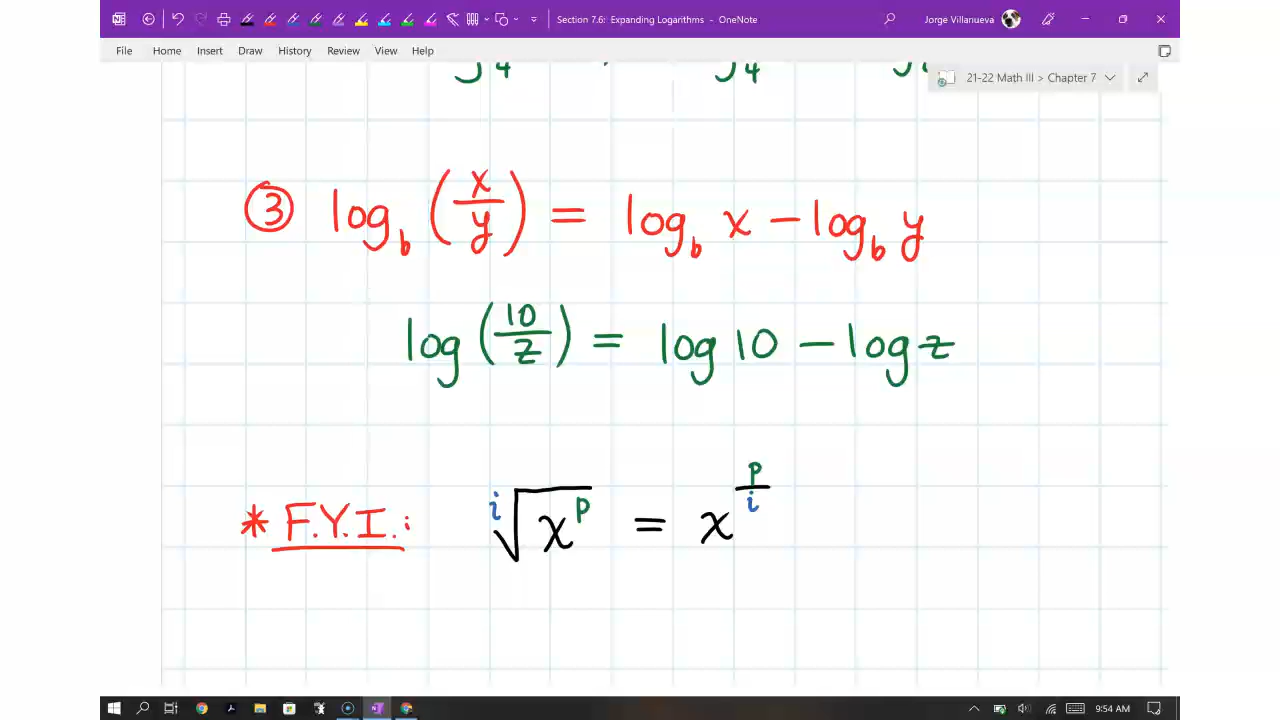 Section 7.6: Expanding Logarithms - OneNote
Jorge Villanueva
File Home Insert Draw History Review View Help
21-22 Math III > Chapter 7
③ log_b (x/y) = log_b x − log_b y
log (10/z) = log 10 − log z
* F.Y.I.: ⁱ√(x^p) = x^(p/i)
9:54 AM